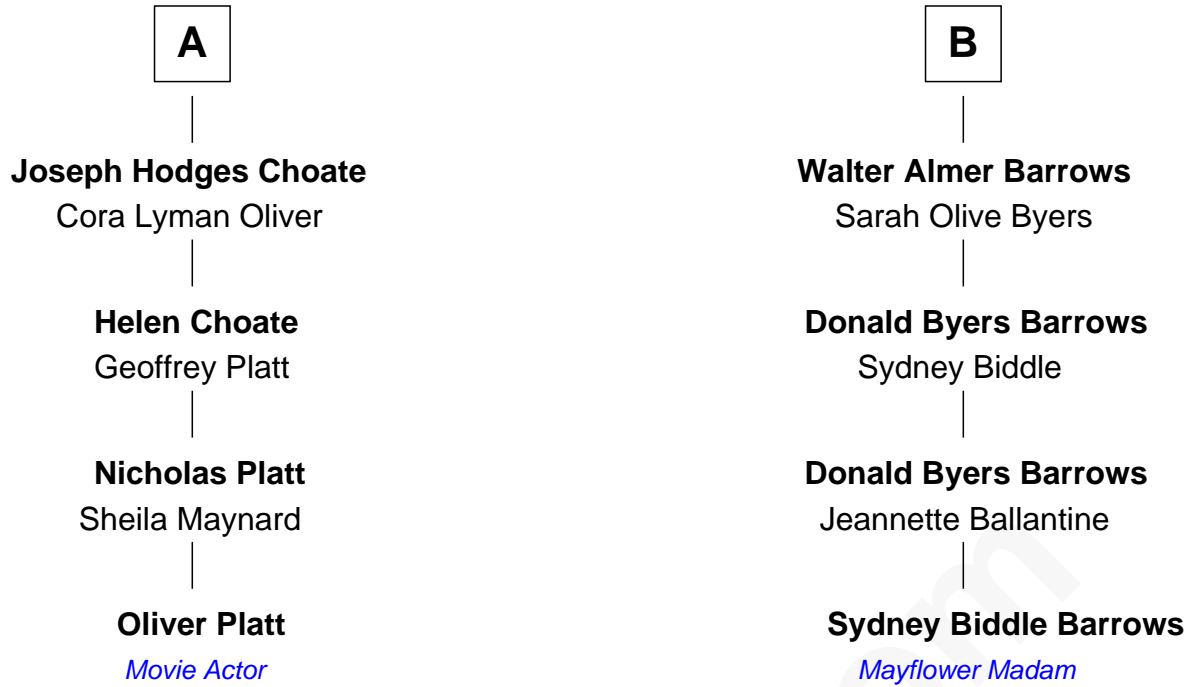 A
Joseph Hodges Choate
Cora Lyman Oliver
Helen Choate
Geoffrey Platt
Nicholas Platt
Sheila Maynard
Oliver Platt
Movie Actor
B
Walter Almer Barrows
Sarah Olive Byers
Donald Byers Barrows
Sydney Biddle
Donald Byers Barrows
Jeannette Ballantine
Sydney Biddle Barrows
Mayflower Madam